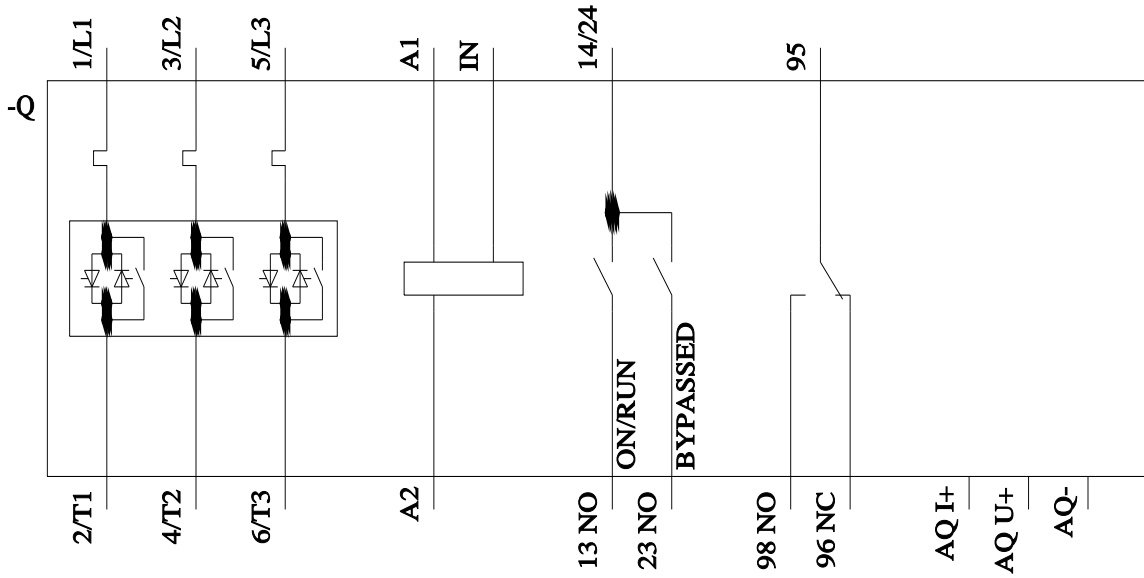 1/L1
3/L2
5/L3
A1
IN
14/24
95
-Q
ON/RUN
BYPASSED
2/T1
4/T2
6/T3
A2
13 NO
23 NO
98 NO
96 NC
AQ I+
AQ U+
AQ-